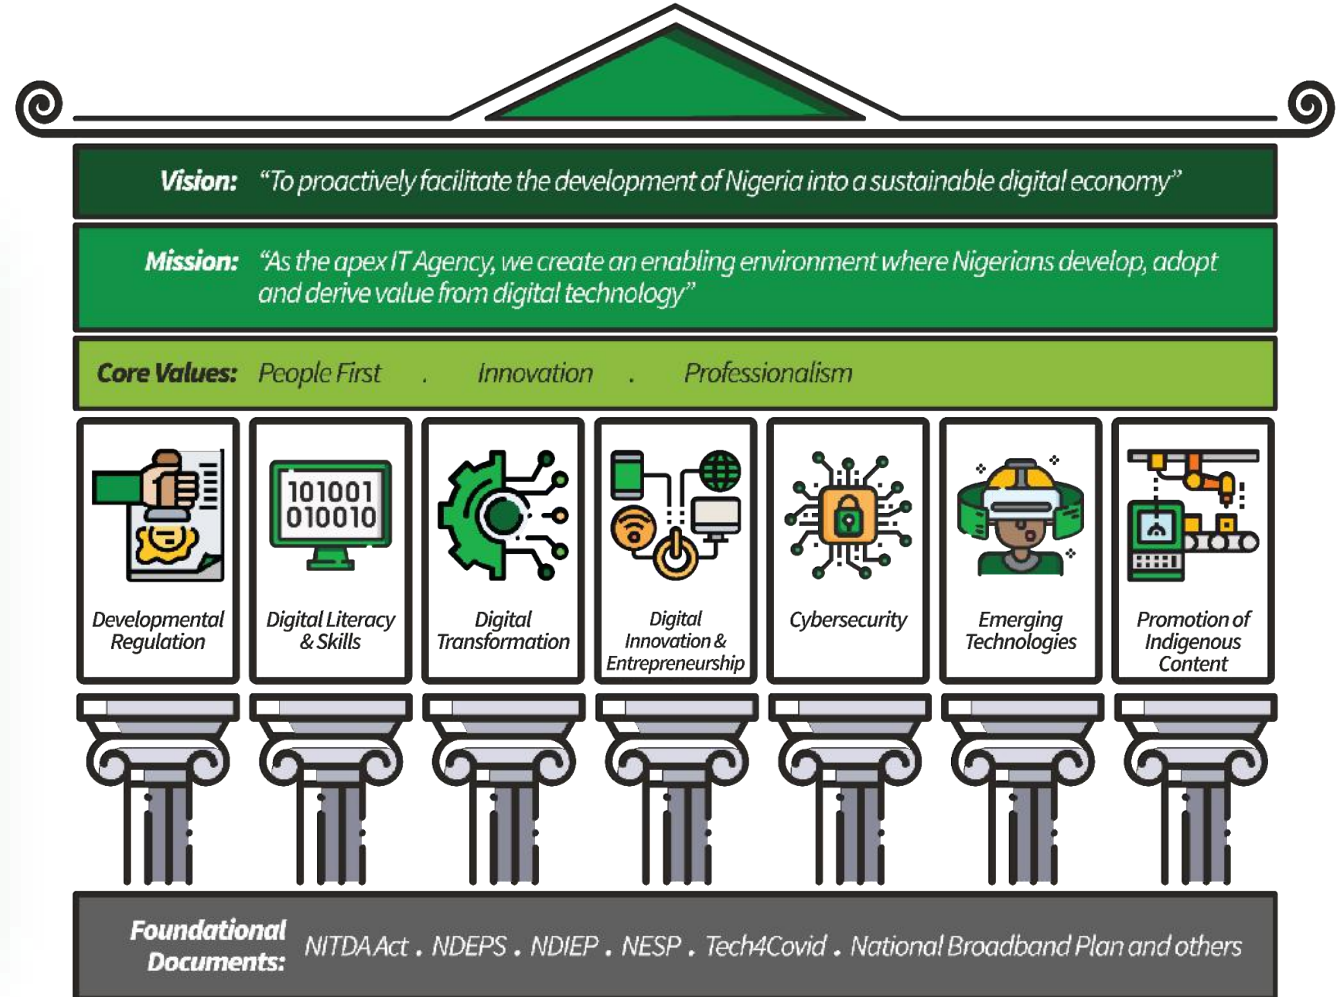 Vision: “To proactively facilitate the development of Nigeria into a sustainable digital economy”
Mission: “As the apex IT Agency, we create an enabling environment where Nigerians develop, adopt
and derive value from digital technology”
Core Values: People First . Innovation . Professionalism
101001
010010
Developmental
Regulation
Digital Literacy
& Skills
Digital
Transformation
Digital
Innovation &
Entrepreneurship
Cybersecurity
Emerging
Technologies
Promotion of
Indigenous
Content
Foundational
Documents:
NITDA Act . NDEPS . NDIEP . NESP . Tech4Covid . National Broadband Plan and others